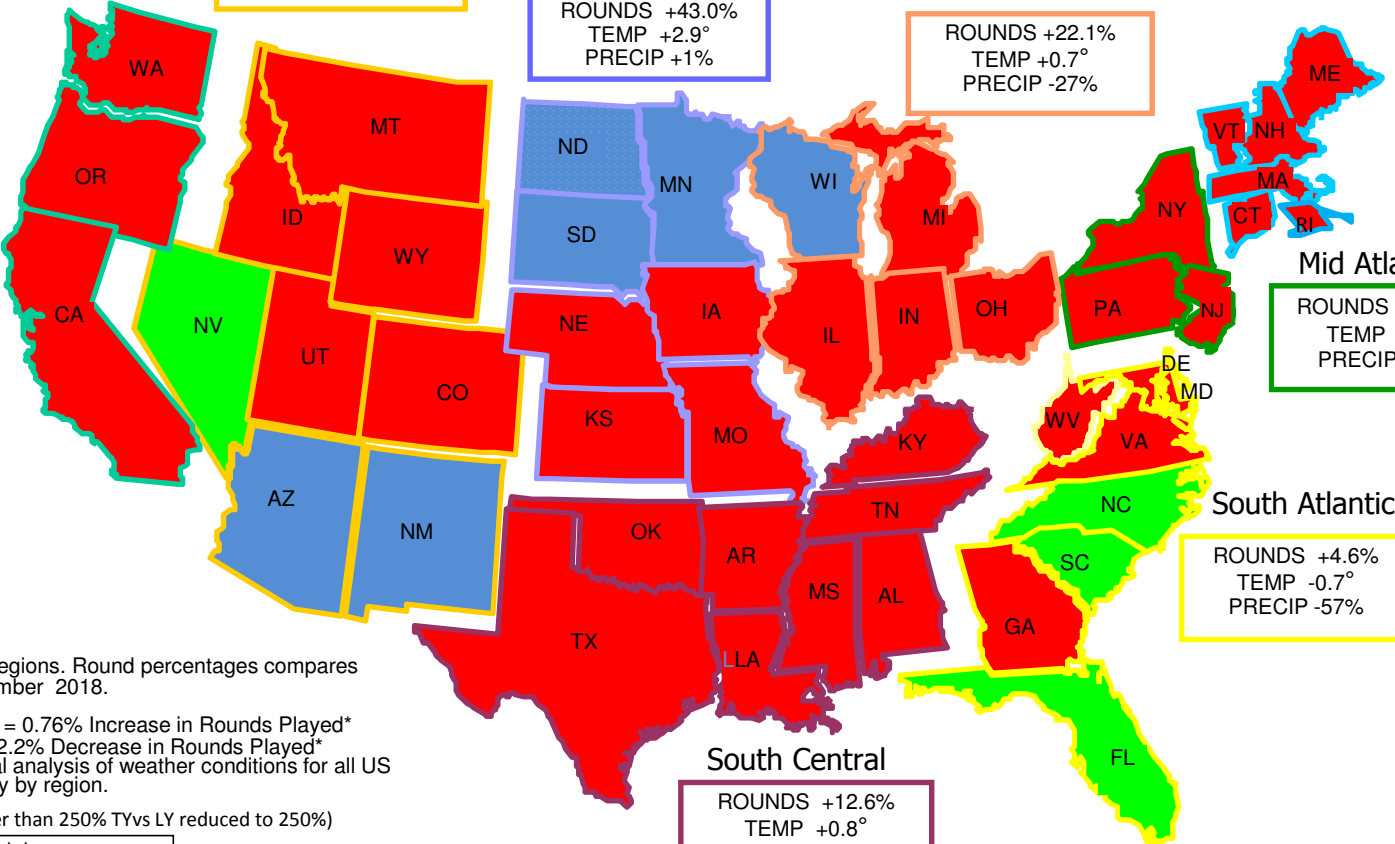 ROUNDS +43.0%
TEMP +2.9°
PRECIP +1%
ROUNDS +22.1%
TEMP +0.7°
PRECIP -27%
WA
MT
OR
ID
WY
CA
NV
UT
CO
AZ
NM
ND
MN
SD
WI
MI
NE
IA
IL
IN
OH
KS
MO
KY
TN
OK
AR
TX
LLA
MS
AL
ME
VT
NH
MA
CT
RI
NY
PA
NJ
DE
MD
WV
VA
NC
SC
GA
FL
Mid Atla
ROUNDS
TEMP
PRECIP
South Atlantic
ROUNDS +4.6%
TEMP -0.7°
PRECIP -57%
South Central
ROUNDS +12.6%
TEMP +0.8°
egions. Round percentages compares
mber 2018.
= 0.76% Increase in Rounds Played*
2.2% Decrease in Rounds Played*
al analysis of weather conditions for all US
y by region.
er than 250% TYvs LY reduced to 250%)